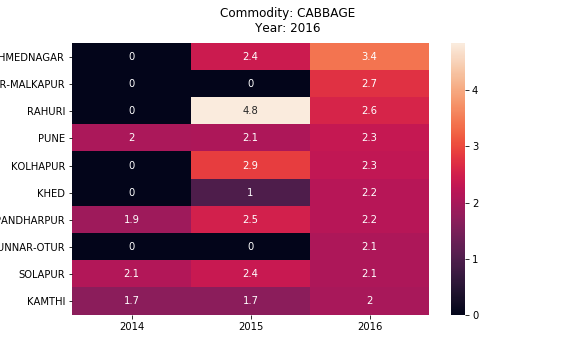 Commodity: CABBAGE
Year: 2016
HMEDNAGAR 0 2.4 3.4
R-MALKAPUR 0 0 2.7
RAHURI 0 4.8 2.6
PUNE 2 2.1 2.3
KOLHAPUR 0 2.9 2.3
KHED 0 1 2.2
PANDHARPUR 1.9 2.5 2.2
UNNAR-OTUR 0 0 2.1
SOLAPUR 2.1 2.4 2.1
KAMTHI 1.7 1.7 2
2014 2015 2016
4
3
2
1
0